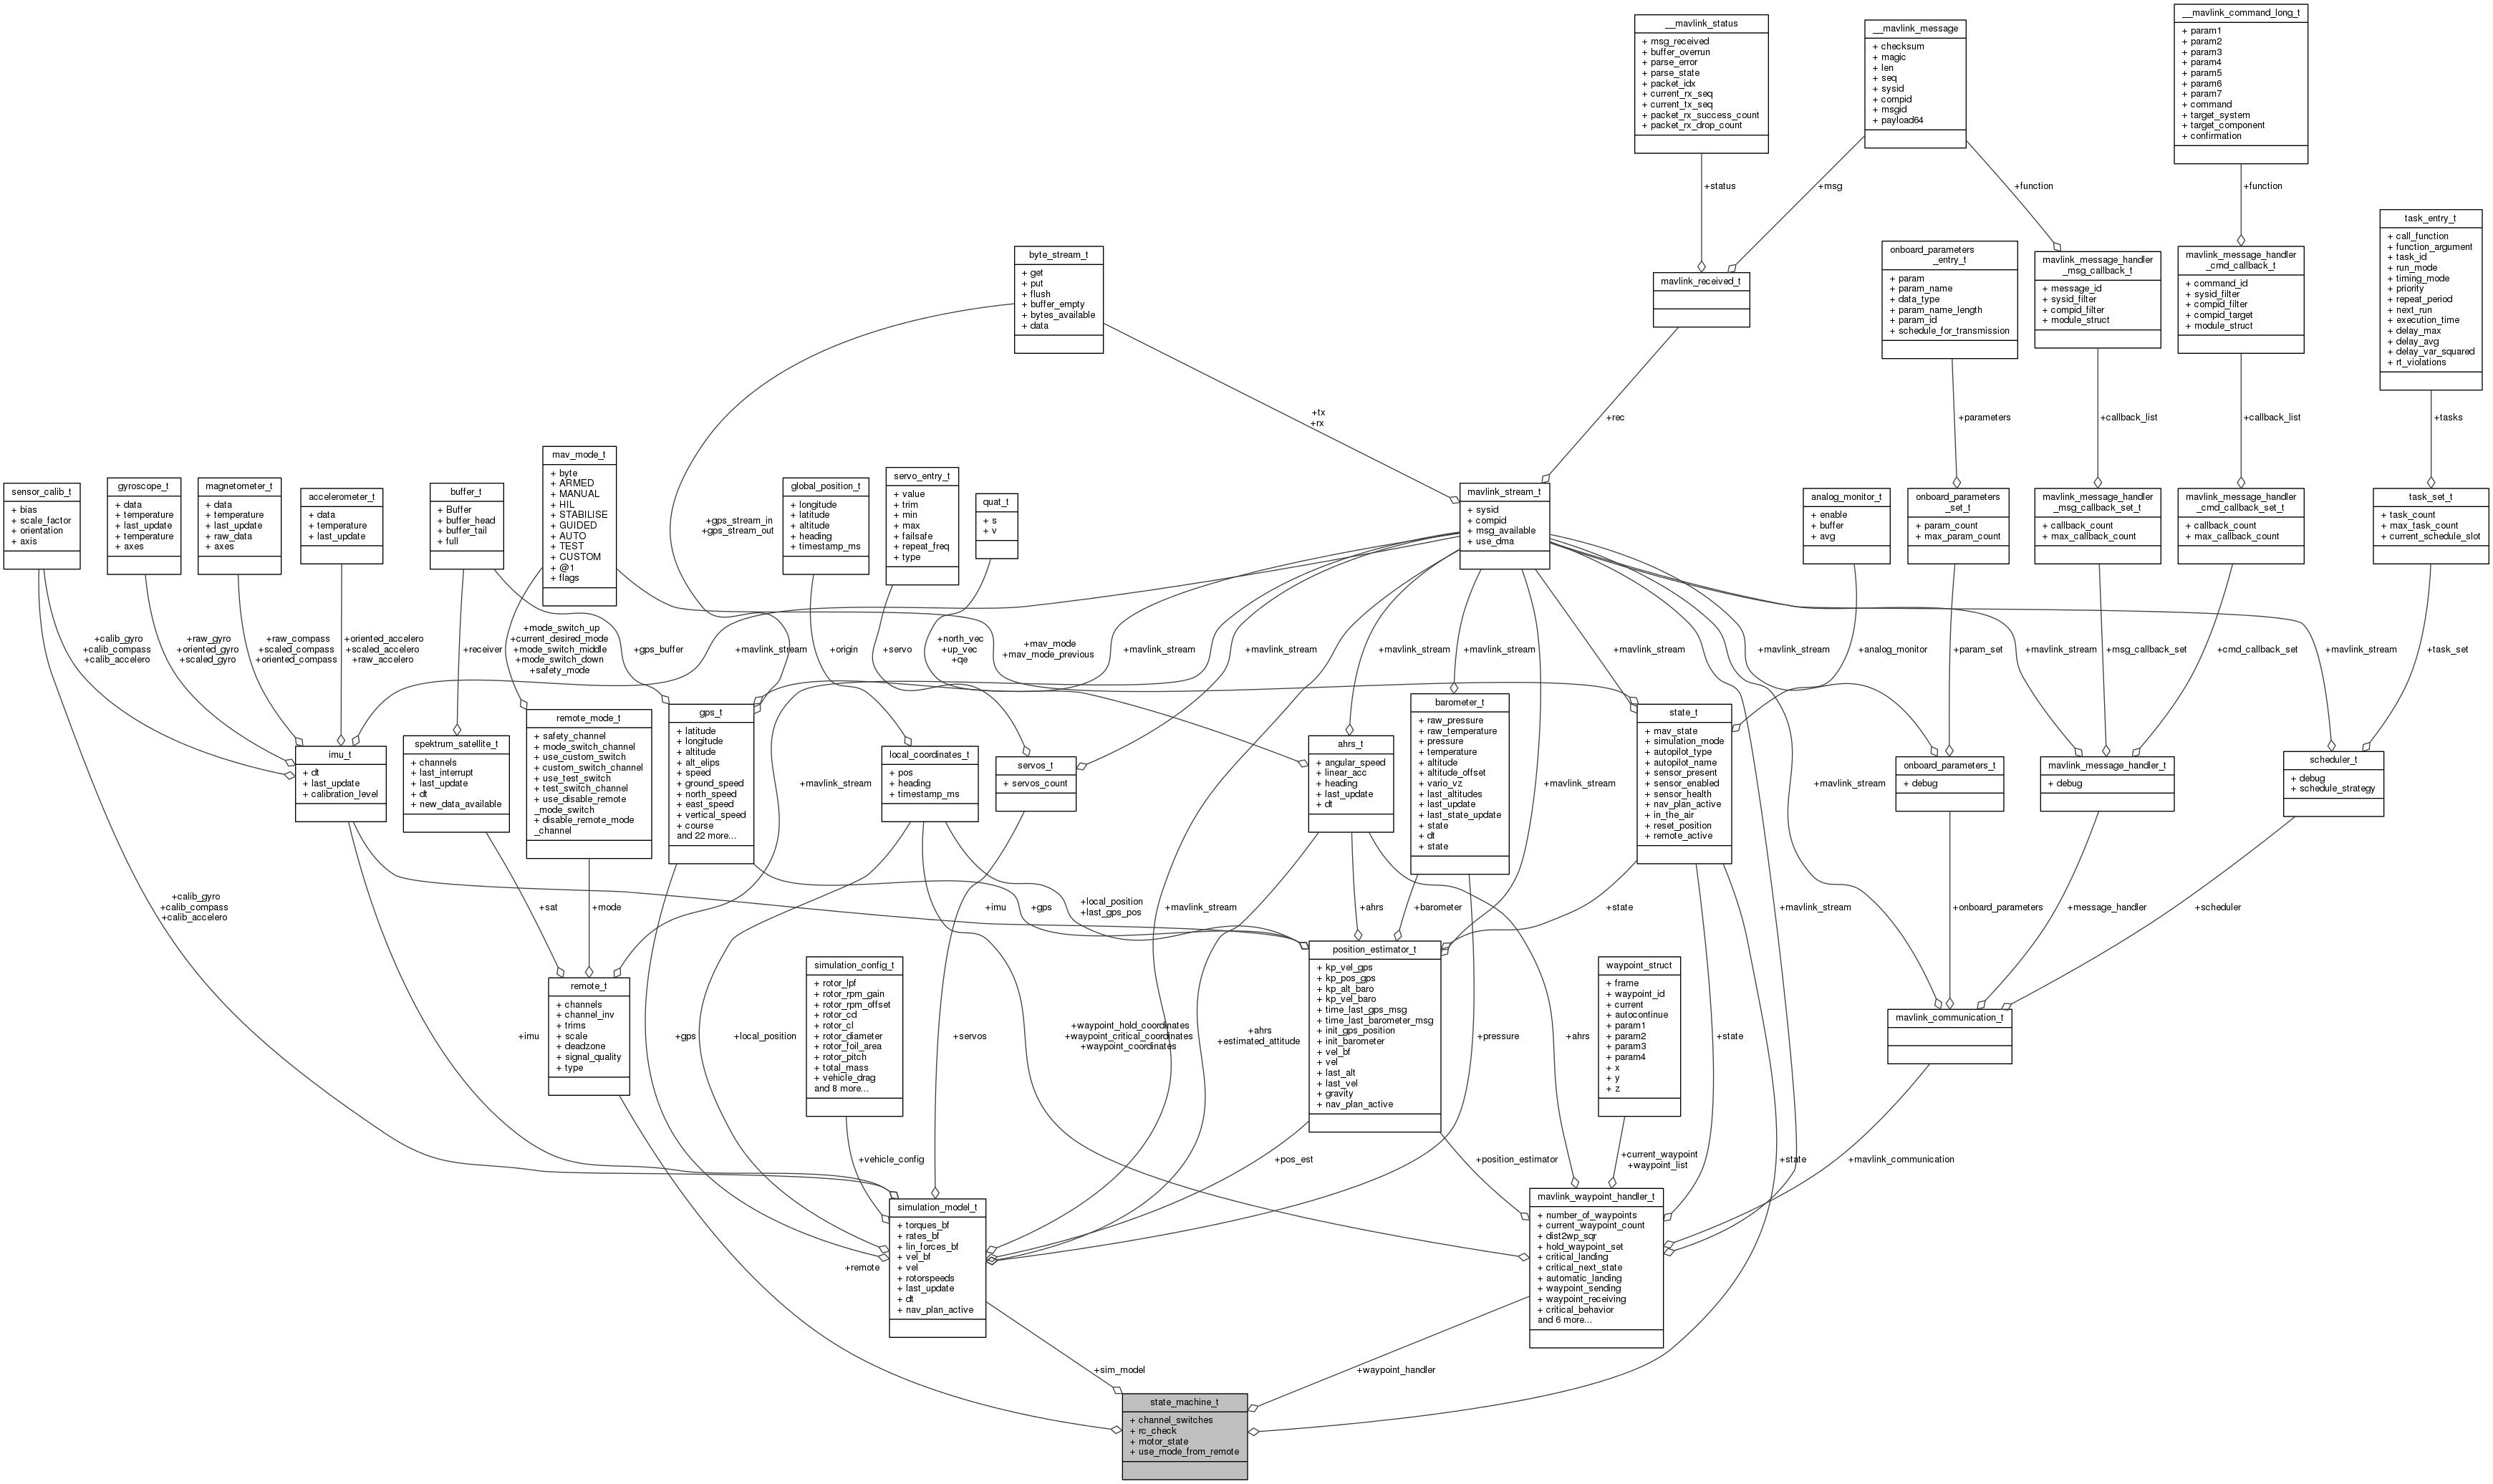 __mavlink_status
+ msg_received
+ buffer_overrun
+ parse_error
+ parse_state
+ packet_idx
+ current_rx_seq
+ current_tx_seq
+ packet_rx_success_count
+ packet_rx_drop_count
__mavlink_message
+ checksum
+ magic
+ len
+ seq
+ sysid
+ compid
+ msgid
+ payload64
__mavlink_command_long_t
+ param1
+ param2
+ param3
+ param4
+ param5
+ param6
+ param7
+ command
+ target_system
+ target_component
+ confirmation
+status
+msg
+function
+function
byte_stream_t
+ get
+ put
+ flush
+ buffer_empty
+ bytes_available
+ data
mavlink_received_t
onboard_parameters
_entry_t
+ param
+ param_name
+ data_type
+ param_name_length
+ param_id
+ schedule_for_transmission
mavlink_message_handler
_msg_callback_t
+ message_id
+ sysid_filter
+ compid_filter
+ module_struct
mavlink_message_handler
_cmd_callback_t
+ command_id
+ sysid_filter
+ compid_filter
+ compid_target
+ module_struct
task_entry_t
+ call_function
+ function_argument
+ task_id
+ run_mode
+ timing_mode
+ priority
+ repeat_period
+ next_run
+ execution_time
+ delay_max
+ delay_avg
+ delay_var_squared
+ rt_violations
+tx
+rx
+rec
+parameters
+callback_list
+callback_list
+tasks
sensor_calib_t
+ bias
+ scale_factor
+ orientation
+ axis
gyroscope_t
+ data
+ temperature
+ last_update
+ temperature
+ axes
magnetometer_t
+ data
+ temperature
+ last_update
+ raw_data
+ axes
accelerometer_t
+ data
+ temperature
+ last_update
buffer_t
+ Buffer
+ buffer_head
+ buffer_tail
+ full
mav_mode_t
+ byte
+ ARMED
+ MANUAL
+ HIL
+ STABILISE
+ GUIDED
+ AUTO
+ TEST
+ CUSTOM
+ @1
+ flags
+gps_stream_in
+gps_stream_out
global_position_t
+ longitude
+ latitude
+ altitude
+ heading
+ timestamp_ms
servo_entry_t
+ value
+ trim
+ min
+ max
+ failsafe
+ repeat_freq
+ type
quat_t
+ s
+ v
mavlink_stream_t
+ sysid
+ compid
+ msg_available
+ use_dma
analog_monitor_t
+ enable
+ buffer
+ avg
onboard_parameters
_set_t
+ param_count
+ max_param_count
mavlink_message_handler
_msg_callback_set_t
+ callback_count
+ max_callback_count
mavlink_message_handler
_cmd_callback_set_t
+ callback_count
+ max_callback_count
task_set_t
+ task_count
+ max_task_count
+ current_schedule_slot
+calib_gyro
+calib_compass
+calib_accelero
+raw_gyro
+oriented_gyro
+scaled_gyro
+raw_compass
+scaled_compass
+oriented_compass
+oriented_accelero
+scaled_accelero
+raw_accelero
+receiver
+mode_switch_up
+current_desired_mode
+mode_switch_middle
+mode_switch_down
+safety_mode
+gps_buffer
+mavlink_stream
+origin
+servo
+north_vec
+up_vec
+qe
+mav_mode
+mav_mode_previous
+mavlink_stream
+mavlink_stream
+mavlink_stream
+mavlink_stream
+mavlink_stream
+mavlink_stream
+analog_monitor
+param_set
+mavlink_stream
+msg_callback_set
+cmd_callback_set
+mavlink_stream
+task_set
imu_t
+ dt
+ last_update
+ calibration_level
spektrum_satellite_t
+ channels
+ last_interrupt
+ last_update
+ dt
+ new_data_available
remote_mode_t
+ safety_channel
+ mode_switch_channel
+ use_custom_switch
+ custom_switch_channel
+ use_test_switch
+ test_switch_channel
+ use_disable_remote
_mode_switch
+ disable_remote_mode
_channel
gps_t
+ latitude
+ longitude
+ altitude
+ alt_elips
+ speed
+ ground_speed
+ north_speed
+ east_speed
+ vertical_speed
+ course
and 22 more...
+mavlink_stream
local_coordinates_t
+ pos
+ heading
+ timestamp_ms
servos_t
+ servos_count
ahrs_t
+ angular_speed
+ linear_acc
+ heading
+ last_update
+ dt
barometer_t
+ raw_pressure
+ raw_temperature
+ pressure
+ temperature
+ altitude
+ altitude_offset
+ vario_vz
+ last_altitudes
+ last_update
+ last_state_update
+ state
+ dt
+ state
+mavlink_stream
state_t
+ mav_state
+ simulation_mode
+ autopilot_type
+ autopilot_name
+ sensor_present
+ sensor_enabled
+ sensor_health
+ nav_plan_active
+ in_the_air
+ reset_position
+ remote_active
+mavlink_stream
onboard_parameters_t
+ debug
mavlink_message_handler_t
+ debug
scheduler_t
+ debug
+ schedule_strategy
+calib_gyro
+calib_compass
+calib_accelero
+sat
+mode
+imu
+gps
+local_position
+last_gps_pos
+mavlink_stream
+ahrs
+barometer
+state
+mavlink_stream
+onboard_parameters
+message_handler
+scheduler
remote_t
+ channels
+ channel_inv
+ trims
+ scale
+ deadzone
+ signal_quality
+ type
simulation_config_t
+ rotor_lpf
+ rotor_rpm_gain
+ rotor_rpm_offset
+ rotor_cd
+ rotor_cl
+ rotor_diameter
+ rotor_foil_area
+ rotor_pitch
+ total_mass
+ vehicle_drag
and 8 more...
position_estimator_t
+ kp_vel_gps
+ kp_pos_gps
+ kp_alt_baro
+ kp_vel_baro
+ time_last_gps_msg
+ time_last_barometer_msg
+ init_gps_position
+ init_barometer
+ vel_bf
+ vel
+ last_alt
+ last_vel
+ gravity
+ nav_plan_active
waypoint_struct
+ frame
+ waypoint_id
+ current
+ autocontinue
+ param1
+ param2
+ param3
+ param4
+ x
+ y
+ z
mavlink_communication_t
+imu
+gps
+local_position
+servos
+waypoint_hold_coordinates
+waypoint_critical_coordinates
+waypoint_coordinates
+ahrs
+estimated_attitude
+pressure
+ahrs
+state
+vehicle_config
+pos_est
+position_estimator
+current_waypoint
+waypoint_list
+state
+mavlink_communication
simulation_model_t
+ torques_bf
+ rates_bf
+ lin_forces_bf
+ vel_bf
+ vel
+ rotorspeeds
+ last_update
+ dt
+ nav_plan_active
mavlink_waypoint_handler_t
+ number_of_waypoints
+ current_waypoint_count
+ dist2wp_sqr
+ hold_waypoint_set
+ critical_landing
+ critical_next_state
+ automatic_landing
+ waypoint_sending
+ waypoint_receiving
+ critical_behavior
and 6 more...
+remote
+sim_model
+waypoint_handler
state_machine_t
+ channel_switches
+ rc_check
+ motor_state
+ use_mode_from_remote